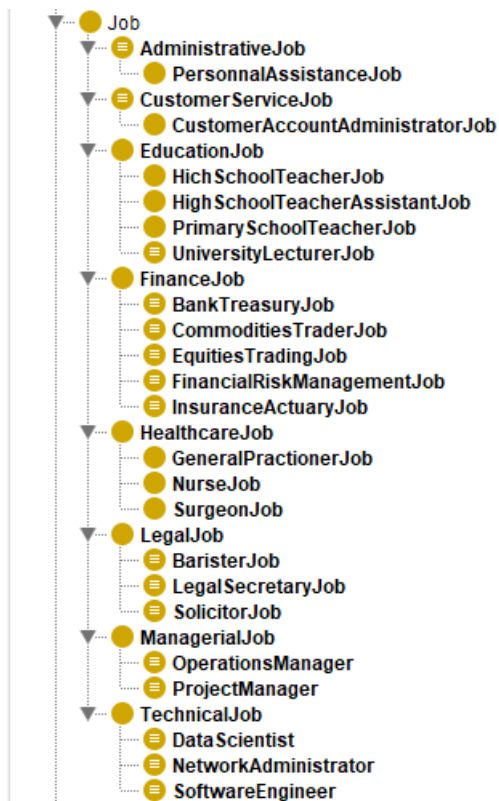 Job
AdministrativeJob
PersonnalAssistanceJob
CustomerServiceJob
CustomerAccountAdministratorJob
EducationJob
HichSchoolTeacherJob
HighSchoolTeacherAssistantJob
PrimarySchoolTeacherJob
UniversityLecturerJob
FinanceJob
BankTreasuryJob
CommoditiesTraderJob
EquitiesTradingJob
FinancialRiskManagementJob
InsuranceActuaryJob
HealthcareJob
GeneralPractionerJob
NurseJob
SurgeonJob
LegalJob
BaristerJob
LegalSecretaryJob
SolicitorJob
ManagerialJob
OperationsManager
ProjectManager
TechnicalJob
DataScientist
NetworkAdministrator
SoftwareEngineer